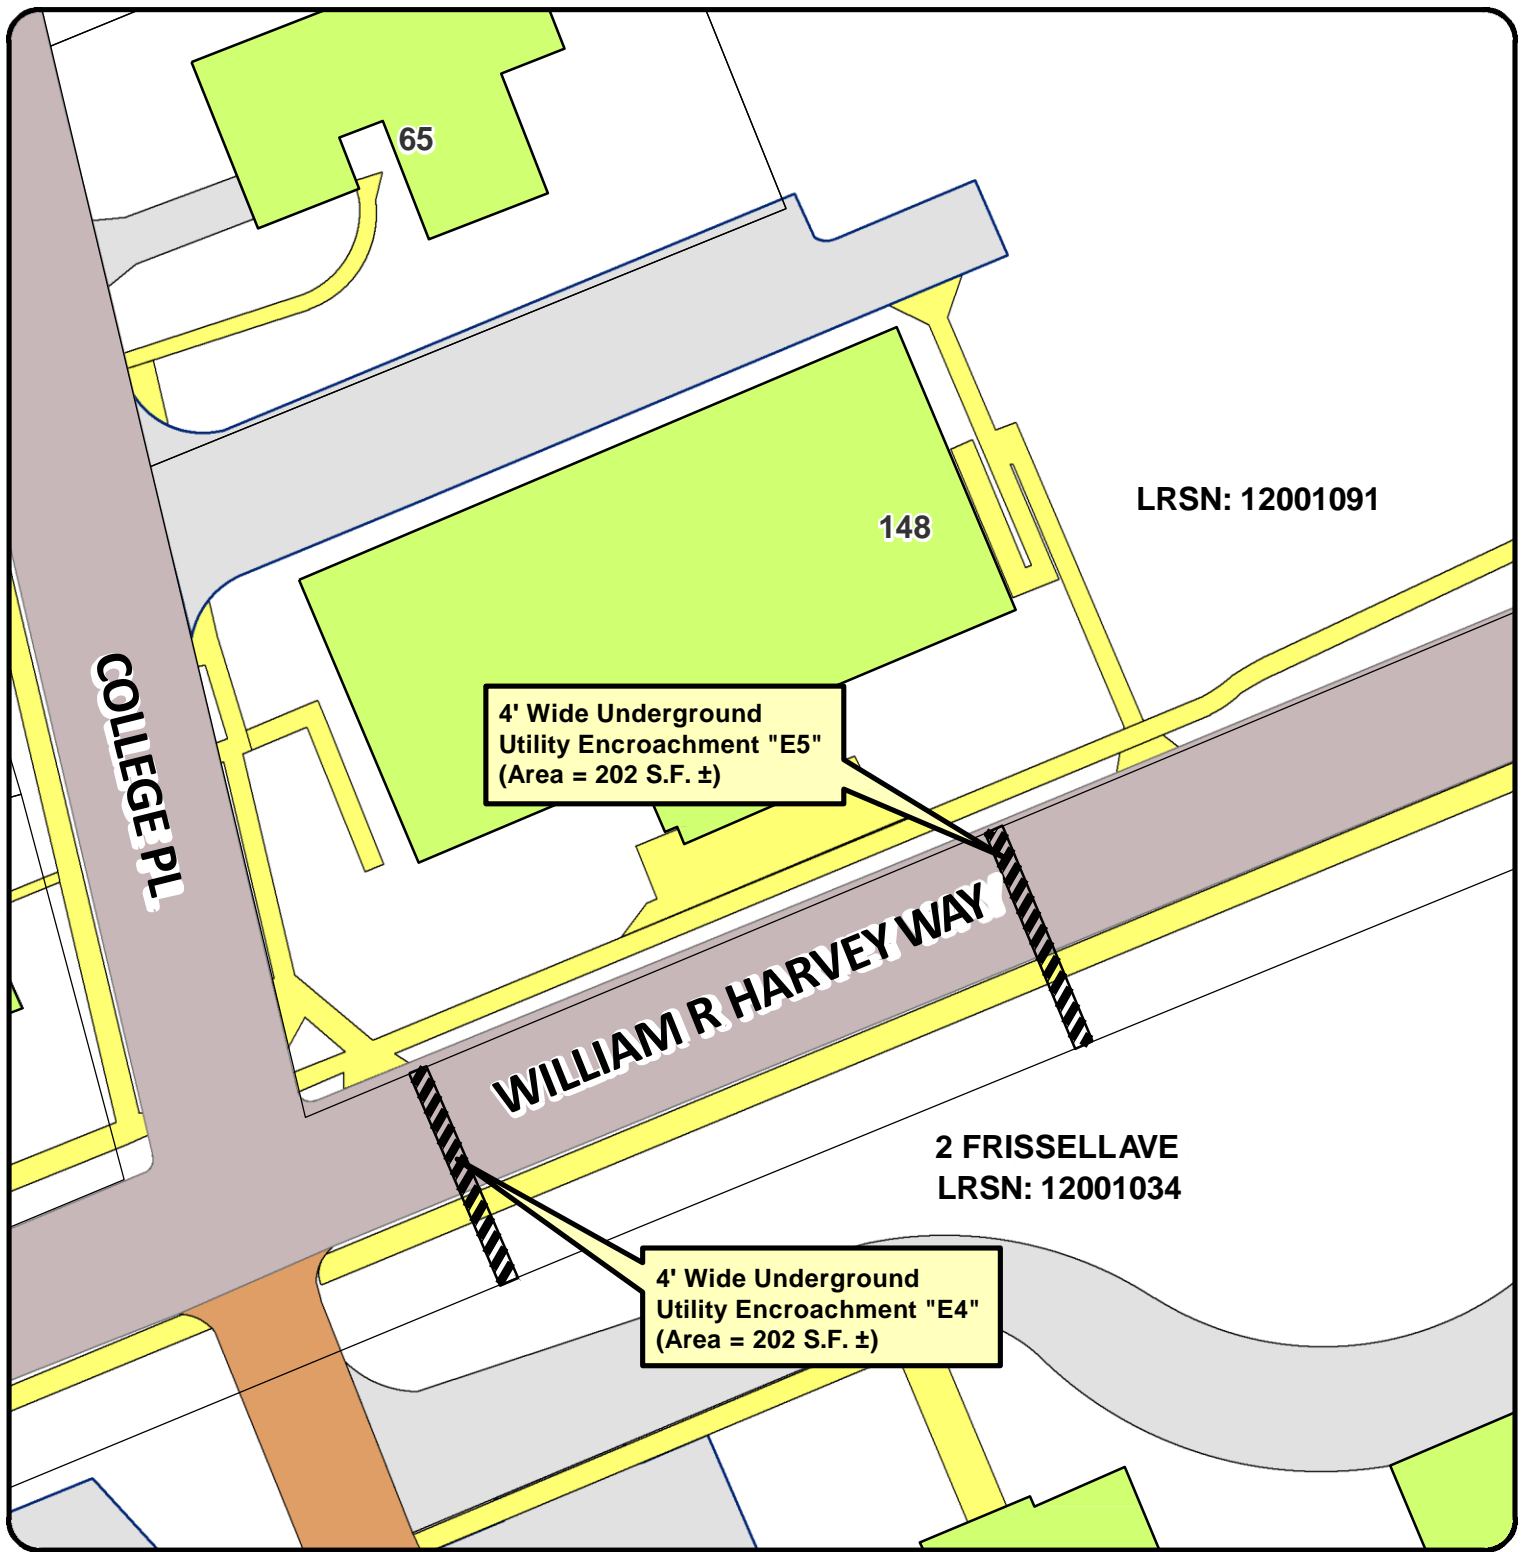 65
148
LRSN: 12001091
COLLEGE PL
4' Wide Underground
Utility Encroachment "E5"
(Area = 202 S.F. ±)
WILLIAM R HARVEY WAY
2 FRISSELL AVE
LRSN: 12001034
4' Wide Underground
Utility Encroachment "E4"
(Area = 202 S.F. ±)